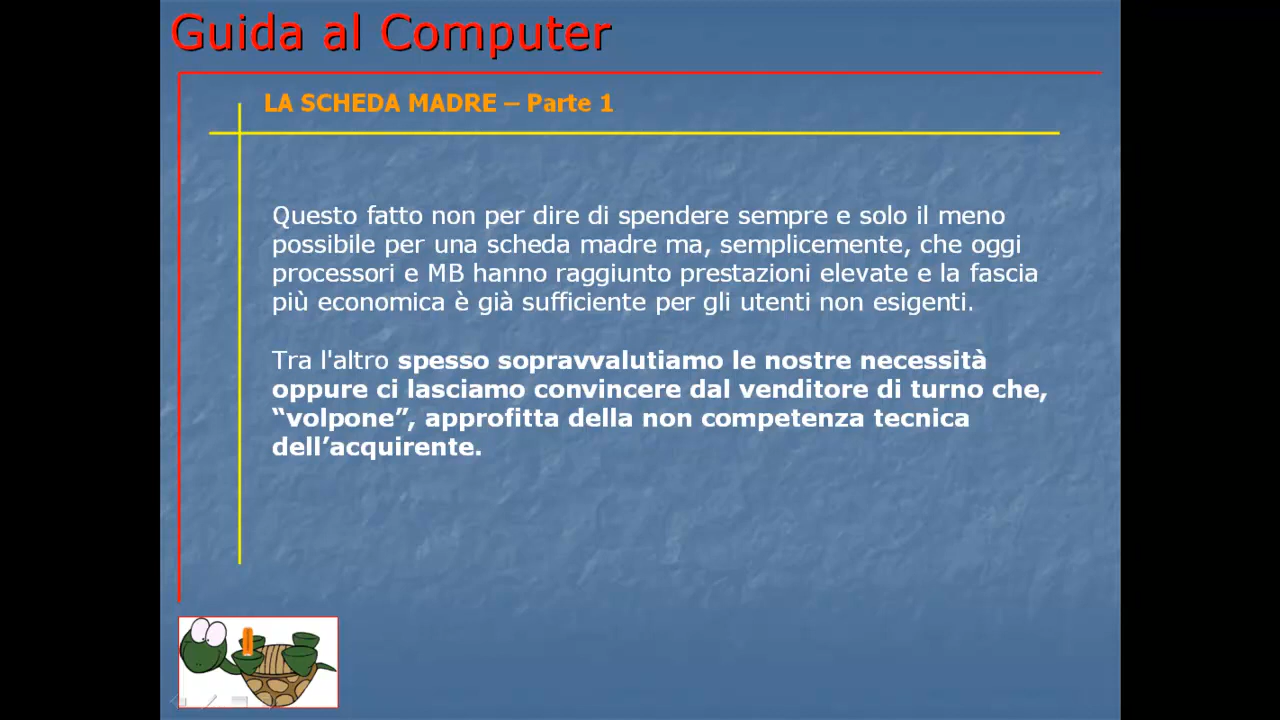 Guida al Computer
LA SCHEDA MADRE – Parte 1
Questo fatto non per dire di spendere sempre e solo il meno
possibile per una scheda madre ma, semplicemente, che oggi
processori e MB hanno raggiunto prestazioni elevate e la fascia
più economica è già sufficiente per gli utenti non esigenti.
Tra l'altro spesso sopravvalutiamo le nostre necessità
oppure ci lasciamo convincere dal venditore di turno che,
“volpone”, approfitta della non competenza tecnica
dell’acquirente.